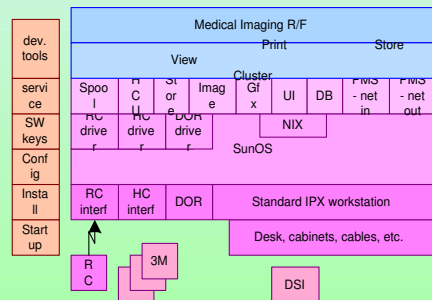 Medical Imaging R/F
dev.
tools
Print
Store
View
Cluster
servi
ce
Spoo
l
H
C
U
St
or
e
Imag
e
Gf
x
UI
DB
PMS
- net
in
PMS
- net
out
SW
keys
RC
drive
r
HC
drive
r
DOR
drive
r
NIX
SunOS
Conf
ig
Insta
ll
RC
interf
HC
interf
DOR
Standard IPX workstation
Start
up
Desk, cabinets, cables, etc.
R
C
3M
DSI